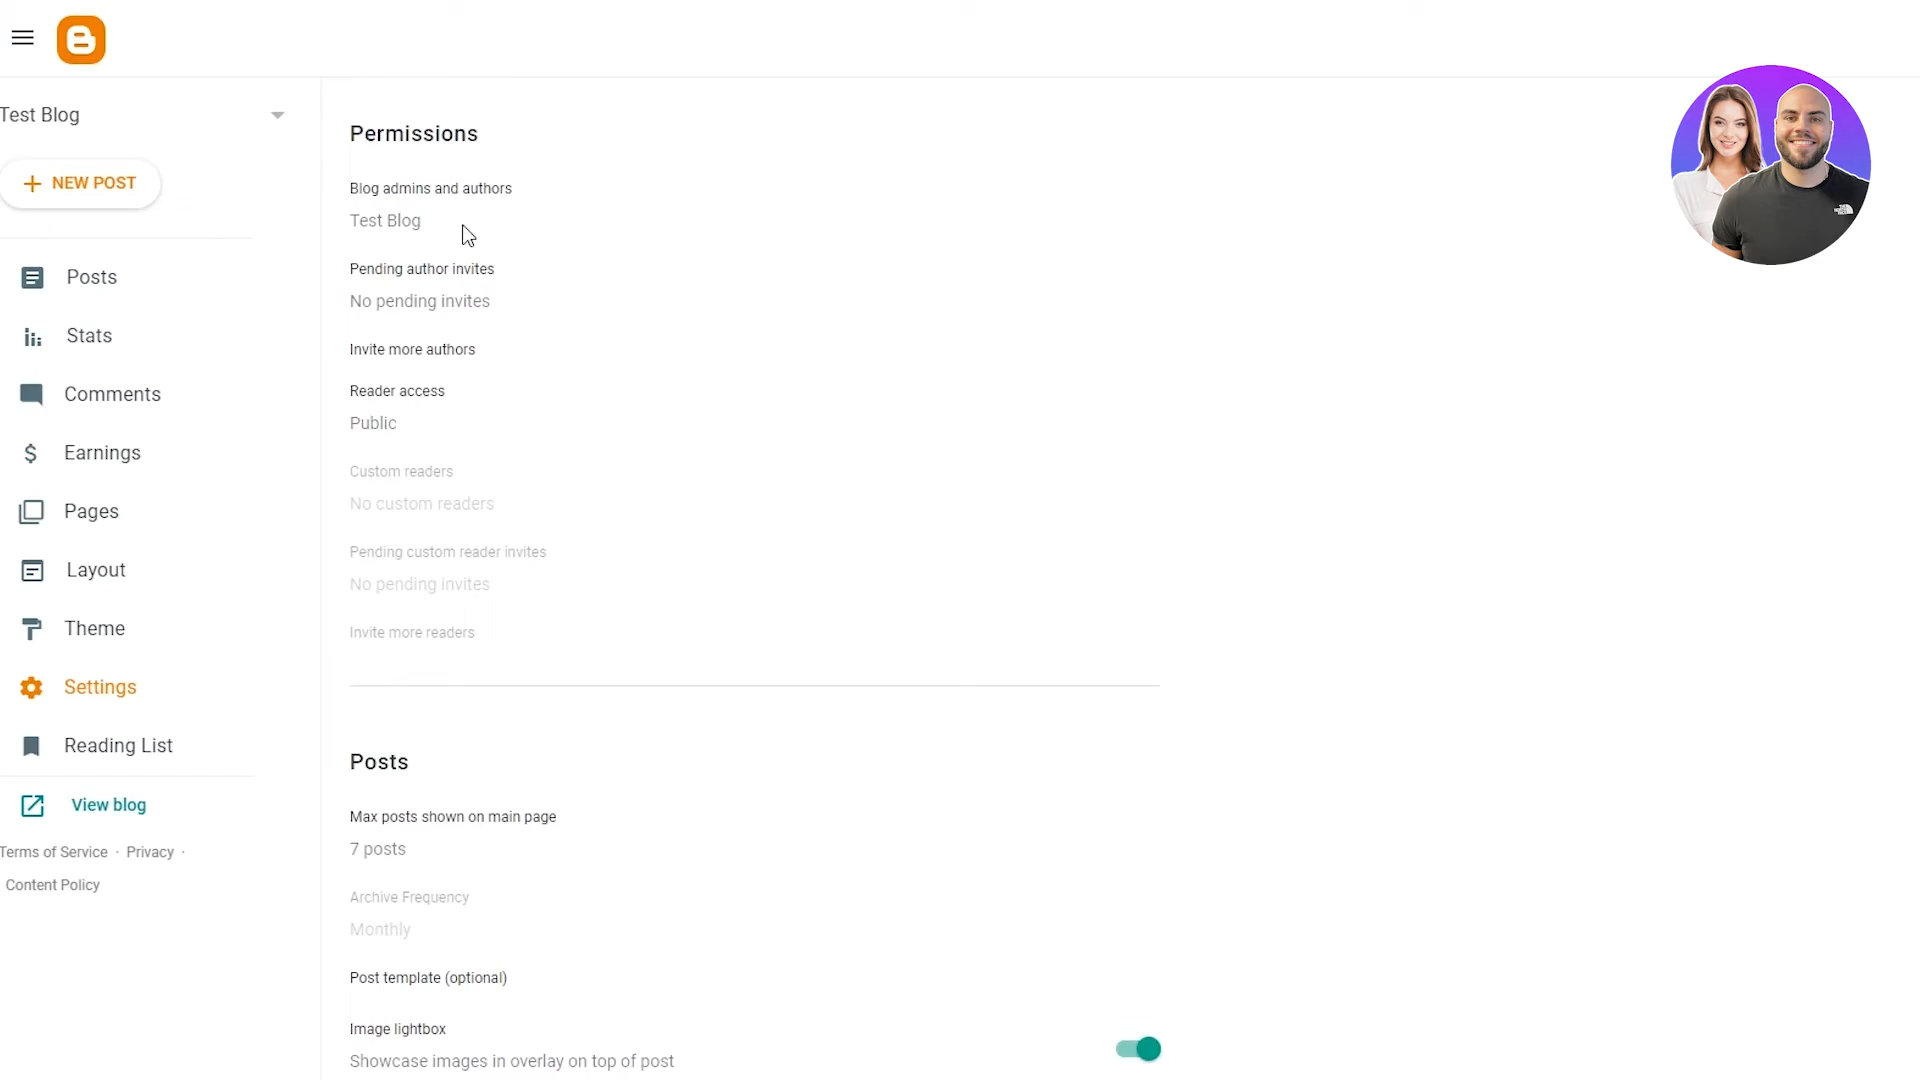 Test Blog
NEW POST
Posts
Stats
Comments
Earnings
Pages
Layout
Theme
Settings
Reading List
View blog
Terms of Service · Privacy ·
Content Policy
Permissions
Blog admins and authors
Test Blog
Pending author invites
No pending invites
Invite more authors
Reader access
Public
Custom readers
No custom readers
Pending custom reader invites
No pending invites
Invite more readers
Posts
Max posts shown on main page
7 posts
Archive Frequency
Monthly
Post template (optional)
Image lightbox
Showcase images in overlay on top of post